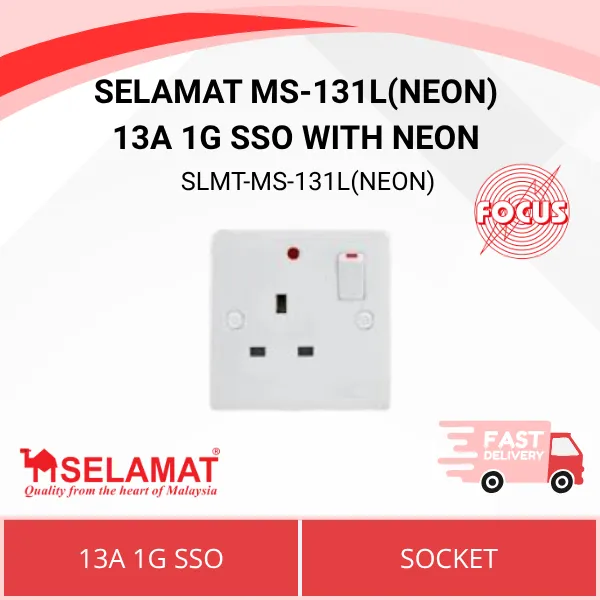 SELAMAT MS-131L(NEON)
13A 1G SSO WITH NEON
SLMT-MS-131L(NEON)
FOCUS
SELAMAT®
Quality from the heart of Malaysia
FAST
DELIVERY
13A 1G SSO
SOCKET